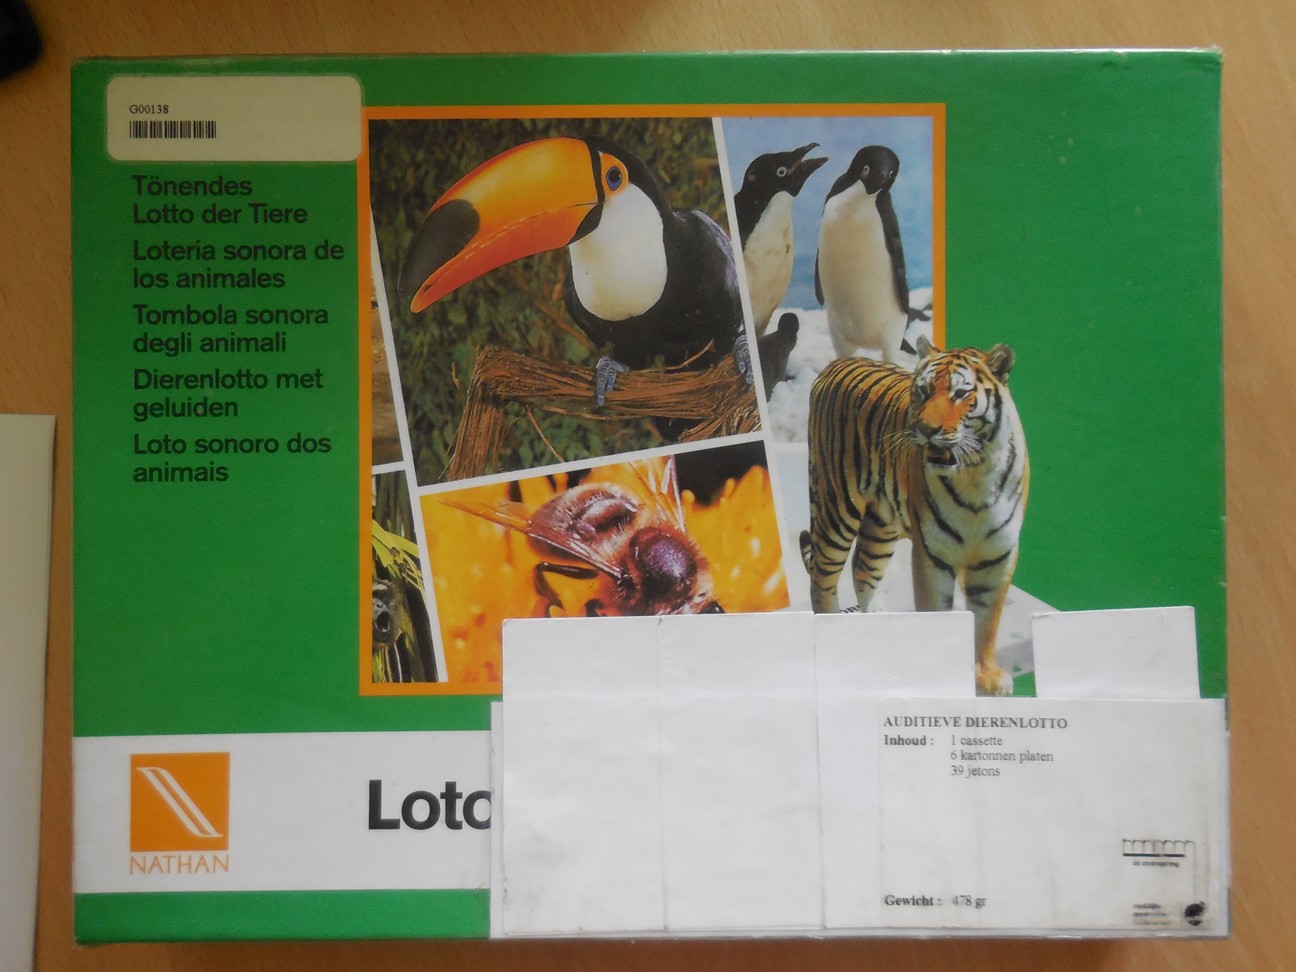 G00138
Tönendes
Lotto der Tiere
Loteria sonora de
los animales
Tombola sonora
degli animali
Dierenlotto met
geluiden
Loto sonoro dos
animais
NATHAN
Loto
AUDITIEVE DIERENLOTTO
Inhoud : 1 cassette
6 kartonnen platen
39 jetons
Gewicht : 478 gr